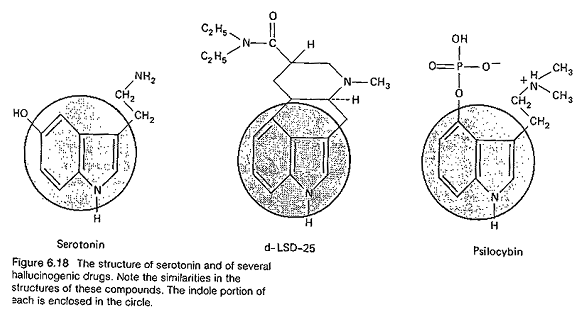 O
C₂H₅
N—C H
C₂H₅
OH
NH₂
O=P—O⁻
CH₂
N—CH₃
+ H CH₃
N
CH₃
CH₂
HO
H
O
CH₂
CH₂
N
H
N
H
N
H
Serotonin
d-LSD-25
Psilocybin
Figure 6.18 The structure of serotonin and of several
hallucinogenic drugs. Note the similarities in the
structures of these compounds. The indole portion of
each is enclosed in the circle.